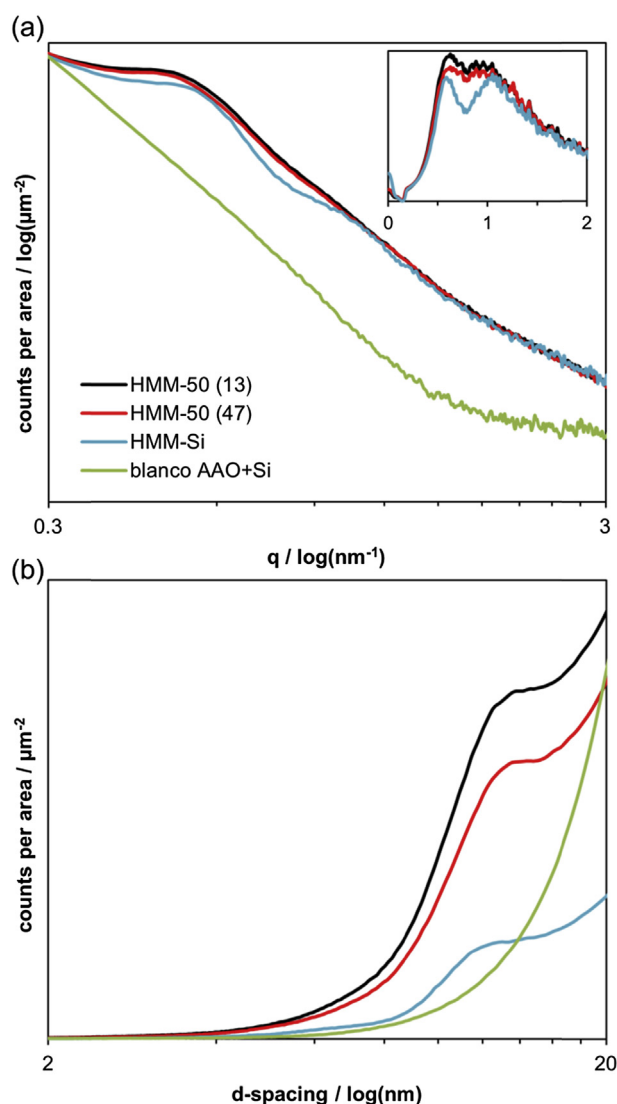 (a)
counts per area / log(µm⁻²)
0 1 2
HMM-50 (13)
HMM-50 (47)
HMM-Si
blanco AAO+Si
0.3 3
q / log(nm⁻¹)
(b)
counts per area / µm⁻²
2 20
d-spacing / log(nm)